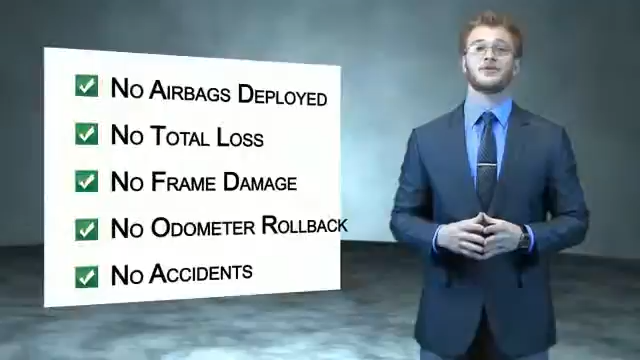 No Airbags Deployed
No Total Loss
No Frame Damage
No Odometer Rollback
No Accidents